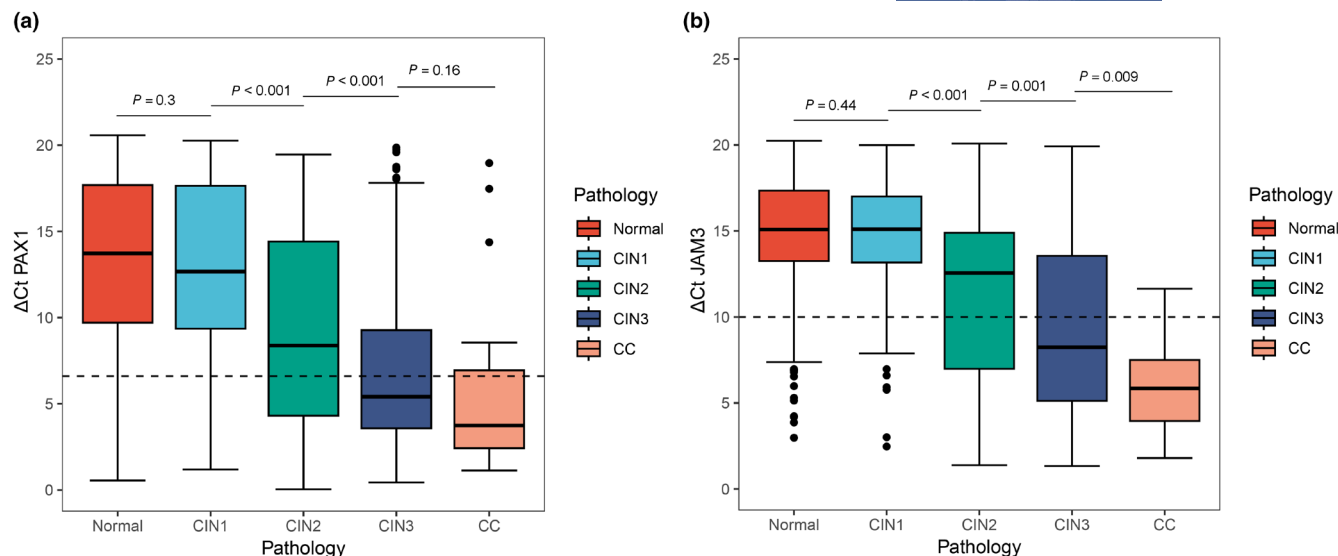 (a)
25
20
15
10
5
0
ΔCt PAX1
P = 0.3
P < 0.001
P < 0.001
P = 0.16
Normal
CIN1
CIN2
CIN3
CC
Pathology
Pathology
Normal
CIN1
CIN2
CIN3
CC
(b)
25
20
15
10
5
0
ΔCt JAM3
P = 0.44
P < 0.001
P = 0.001
P = 0.009
Normal
CIN1
CIN2
CIN3
CC
Pathology
Pathology
Normal
CIN1
CIN2
CIN3
CC